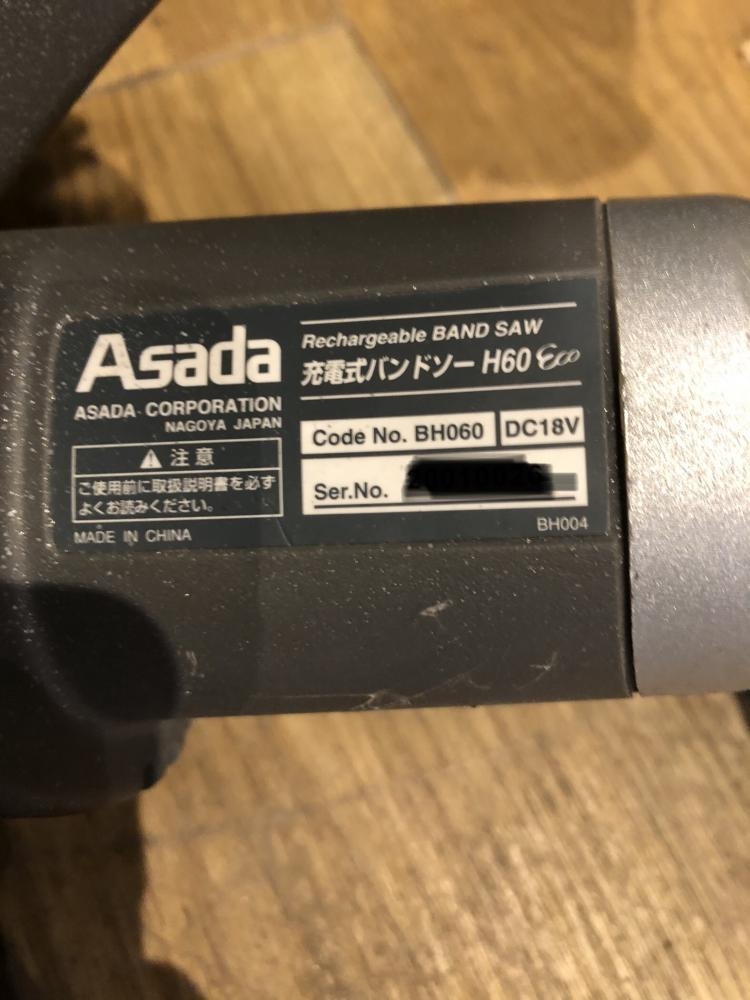 Asada
ASADA CORPORATION
NAGOYA JAPAN
注意
ご使用前に取扱説明書を必ず
よくお読みください。
MADE IN CHINA
Rechargeable BAND SAW
充電式バンドソー H60 Eco
Code No. BH060 DC18V
Ser.No.
BH004